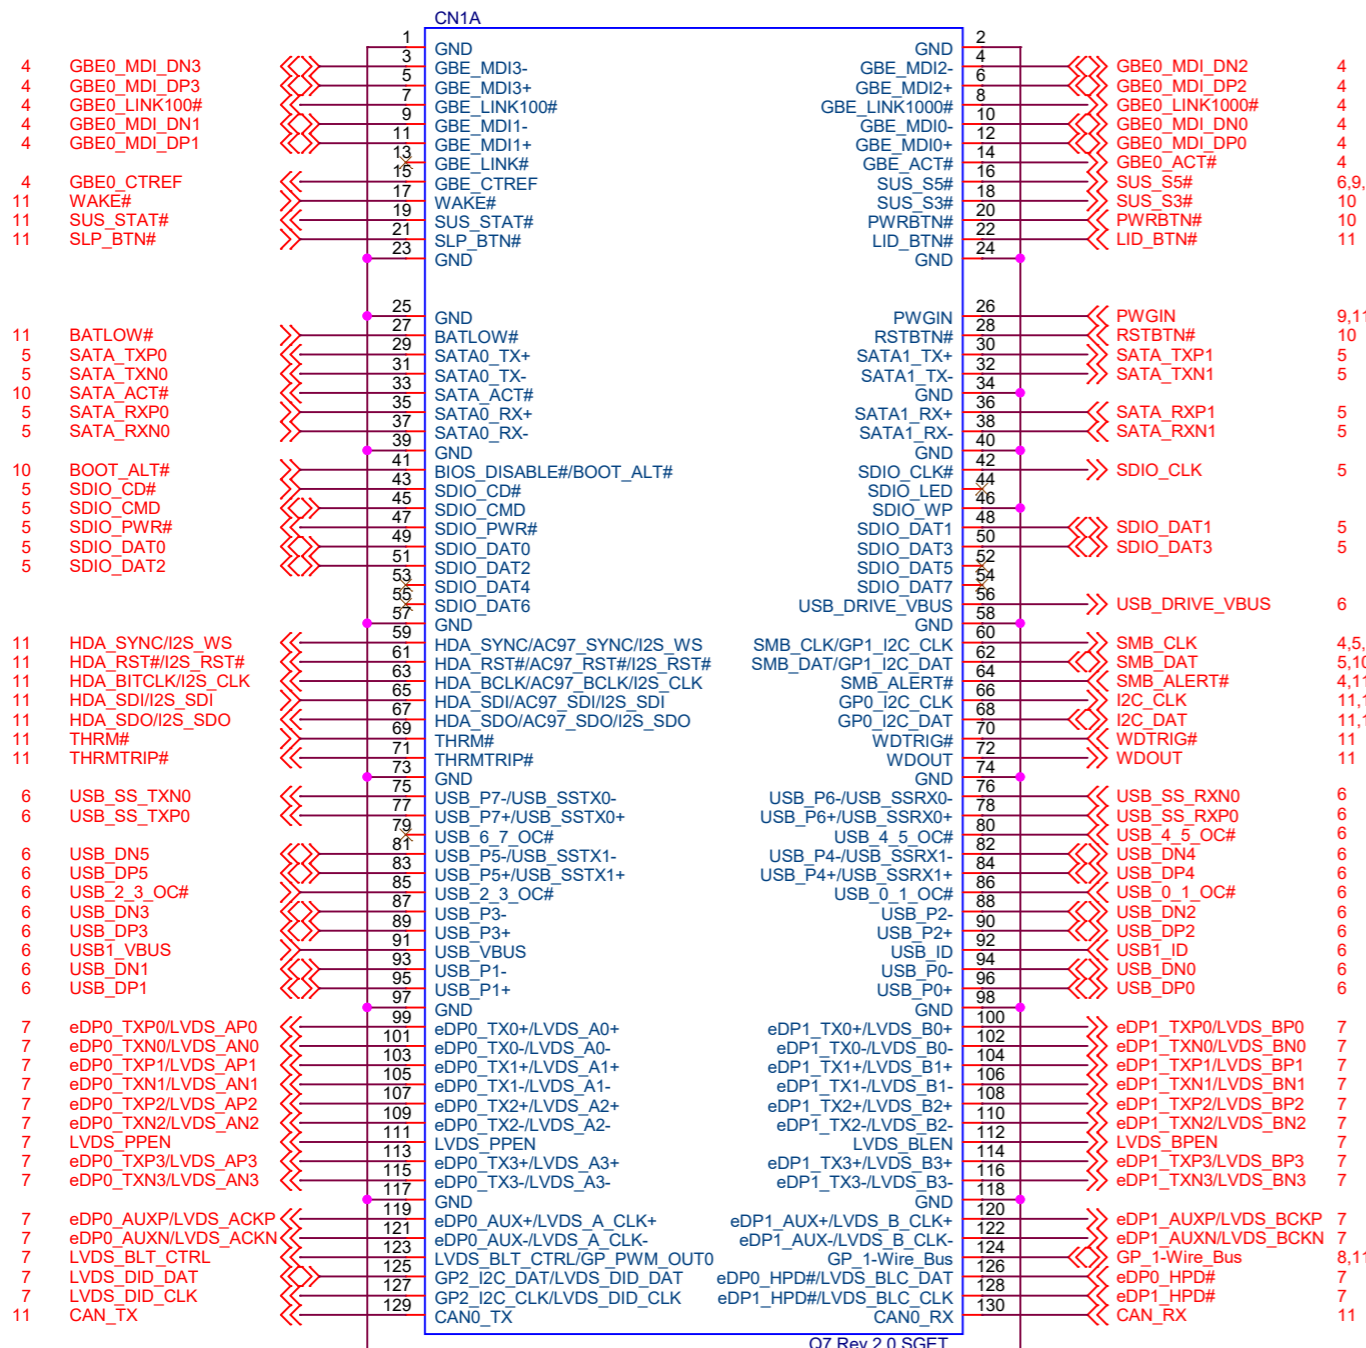 CN1A
1 GND GND 2
4 GBE0_MDI_DN3 3 GBE_MDI3- GBE_MDI2- 4 GBE0_MDI_DN2 4
4 GBE0_MDI_DP3 5 GBE_MDI3+ GBE_MDI2+ 6 GBE0_MDI_DP2 4
4 GBE0_LINK100# 7 GBE_LINK100# GBE_LINK1000# 8 GBE0_LINK1000# 4
4 GBE0_MDI_DN1 9 GBE_MDI1- GBE_MDI0- 10 GBE0_MDI_DN0 4
4 GBE0_MDI_DP1 11 GBE_MDI1+ GBE_MDI0+ 12 GBE0_MDI_DP0 4
13 GBE_LINK# GBE_ACT# 14 GBE0_ACT# 4
4 GBE0_CTREF 15 GBE_CTREF SUS_S5# 16 SUS_S5# 6,9,
11 WAKE# 17 WAKE# SUS_S3# 18 SUS_S3# 10
11 SUS_STAT# 19 SUS_STAT# PWRBTN# 20 PWRBTN# 10
11 SLP_BTN# 21 SLP_BTN# LID_BTN# 22 LID_BTN# 11
23 GND GND 24
25 GND PWGIN 26 PWGIN 9,11
11 BATLOW# 27 BATLOW# RSTBTN# 28 RSTBTN# 10
5 SATA_TXP0 29 SATA0_TX+ SATA1_TX+ 30 SATA_TXP1 5
5 SATA_TXN0 31 SATA0_TX- SATA1_TX- 32 SATA_TXN1 5
10 SATA_ACT# 33 SATA_ACT# GND 34
5 SATA_RXP0 35 SATA0_RX+ SATA1_RX+ 36 SATA_RXP1 5
5 SATA_RXN0 37 SATA0_RX- SATA1_RX- 38 SATA_RXN1 5
39 GND GND 40
10 BOOT_ALT# 41 BIOS_DISABLE#/BOOT_ALT# SDIO_CLK# 42 SDIO_CLK 5
5 SDIO_CD# 43 SDIO_CD# SDIO_LED 44
5 SDIO_CMD 45 SDIO_CMD SDIO_WP 46
5 SDIO_PWR# 47 SDIO_PWR# SDIO_DAT1 48 SDIO_DAT1 5
5 SDIO_DAT0 49 SDIO_DAT0 SDIO_DAT3 50 SDIO_DAT3 5
5 SDIO_DAT2 51 SDIO_DAT2 SDIO_DAT5 52
53 SDIO_DAT4 SDIO_DAT7 54
55 SDIO_DAT6 USB_DRIVE_VBUS 56 USB_DRIVE_VBUS 6
57 GND GND 58
11 HDA_SYNC/I2S_WS 59 HDA_SYNC/AC97_SYNC/I2S_WS SMB_CLK/GP1_I2C_CLK 60 SMB_CLK 4,5,
11 HDA_RST#/I2S_RST# 61 HDA_RST#/AC97_RST#/I2S_RST# SMB_DAT/GP1_I2C_DAT 62 SMB_DAT 5,10
11 HDA_BITCLK/I2S_CLK 63 HDA_BCLK/AC97_BCLK/I2S_CLK SMB_ALERT# 64 SMB_ALERT# 4,11
11 HDA_SDI/I2S_SDI 65 HDA_SDI/AC97_SDI/I2S_SDI GP0_I2C_CLK 66 I2C_CLK 11,1
11 HDA_SDO/I2S_SDO 67 HDA_SDO/AC97_SDO/I2S_SDO GP0_I2C_DAT 68 I2C_DAT 11,1
11 THRM# 69 THRM# WDTRIG# 70 WDTRIG# 11
11 THRMTRIP# 71 THRMTRIP# WDOUT 72 WDOUT 11
73 GND GND 74
6 USB_SS_TXN0 75 USB_P7-/USB_SSTX0- USB_P6-/USB_SSRX0- 76 USB_SS_RXN0 6
6 USB_SS_TXP0 77 USB_P7+/USB_SSTX0+ USB_P6+/USB_SSRX0+ 78 USB_SS_RXP0 6
79 USB_6_7_OC# USB_4_5_OC# 80 USB_4_5_OC# 6
6 USB_DN5 81 USB_P5-/USB_SSTX1- USB_P4-/USB_SSRX1- 82 USB_DN4 6
6 USB_DP5 83 USB_P5+/USB_SSTX1+ USB_P4+/USB_SSRX1+ 84 USB_DP4 6
6 USB_2_3_OC# 85 USB_2_3_OC# USB_0_1_OC# 86 USB_0_1_OC# 6
6 USB_DN3 87 USB_P3- USB_P2- 88 USB_DN2 6
6 USB_DP3 89 USB_P3+ USB_P2+ 90 USB_DP2 6
6 USB1_VBUS 91 USB_VBUS USB_ID 92 USB1_ID 6
6 USB_DN1 93 USB_P1- USB_P0- 94 USB_DN0 6
6 USB_DP1 95 USB_P1+ USB_P0+ 96 USB_DP0 6
97 GND GND 98
7 eDP0_TXP0/LVDS_AP0 99 eDP0_TX0+/LVDS_A0+ eDP1_TX0+/LVDS_B0+ 100 eDP1_TXP0/LVDS_BP0 7
7 eDP0_TXN0/LVDS_AN0 101 eDP0_TX0-/LVDS_A0- eDP1_TX0-/LVDS_B0- 102 eDP1_TXN0/LVDS_BN0 7
7 eDP0_TXP1/LVDS_AP1 103 eDP0_TX1+/LVDS_A1+ eDP1_TX1+/LVDS_B1+ 104 eDP1_TXP1/LVDS_BP1 7
7 eDP0_TXN1/LVDS_AN1 105 eDP0_TX1-/LVDS_A1- eDP1_TX1-/LVDS_B1- 106 eDP1_TXN1/LVDS_BN1 7
7 eDP0_TXP2/LVDS_AP2 107 eDP0_TX2+/LVDS_A2+ eDP1_TX2+/LVDS_B2+ 108 eDP1_TXP2/LVDS_BP2 7
7 eDP0_TXN2/LVDS_AN2 109 eDP0_TX2-/LVDS_A2- eDP1_TX2-/LVDS_B2- 110 eDP1_TXN2/LVDS_BN2 7
7 LVDS_PPEN 111 LVDS_PPEN LVDS_BLEN 112 LVDS_BPEN 7
7 eDP0_TXP3/LVDS_AP3 113 eDP0_TX3+/LVDS_A3+ eDP1_TX3+/LVDS_B3+ 114 eDP1_TXP3/LVDS_BP3 7
7 eDP0_TXN3/LVDS_AN3 115 eDP0_TX3-/LVDS_A3- eDP1_TX3-/LVDS_B3- 116 eDP1_TXN3/LVDS_BN3 7
117 GND GND 118
7 eDP0_AUXP/LVDS_ACKP 119 eDP0_AUX+/LVDS_A_CLK+ eDP1_AUX+/LVDS_B_CLK+ 120 eDP1_AUXP/LVDS_BCKP 7
7 eDP0_AUXN/LVDS_ACKN 121 eDP0_AUX-/LVDS_A_CLK- eDP1_AUX-/LVDS_B_CLK- 122 eDP1_AUXN/LVDS_BCKN 7
7 LVDS_BLT_CTRL 123 LVDS_BLT_CTRL/GP_PWM_OUT0 GP_1-Wire_Bus 124 GP_1-Wire_Bus 8,11
7 LVDS_DID_DAT 125 GP2_I2C_DAT/LVDS_DID_DAT eDP0_HPD#/LVDS_BLC_DAT 126 eDP0_HPD# 7
7 LVDS_DID_CLK 127 GP2_I2C_CLK/LVDS_DID_CLK eDP1_HPD#/LVDS_BLC_CLK 128 eDP1_HPD# 7
11 CAN_TX 129 CAN0_TX CAN0_RX 130 CAN_RX 11
Q7 Rev 2.0 SGET